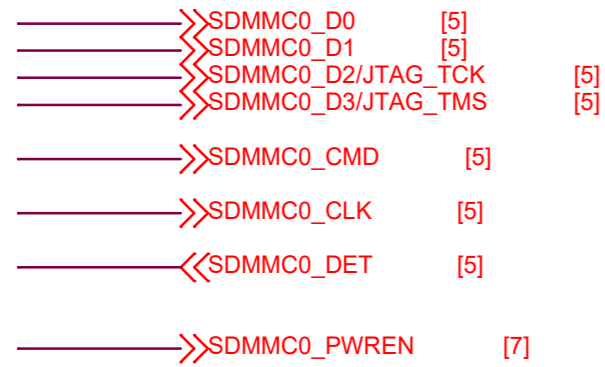 SDMMC0_D0 [5]
SDMMC0_D1 [5]
SDMMC0_D2/JTAG_TCK [5]
SDMMC0_D3/JTAG_TMS [5]
SDMMC0_CMD [5]
SDMMC0_CLK [5]
SDMMC0_DET [5]
SDMMC0_PWREN [7]